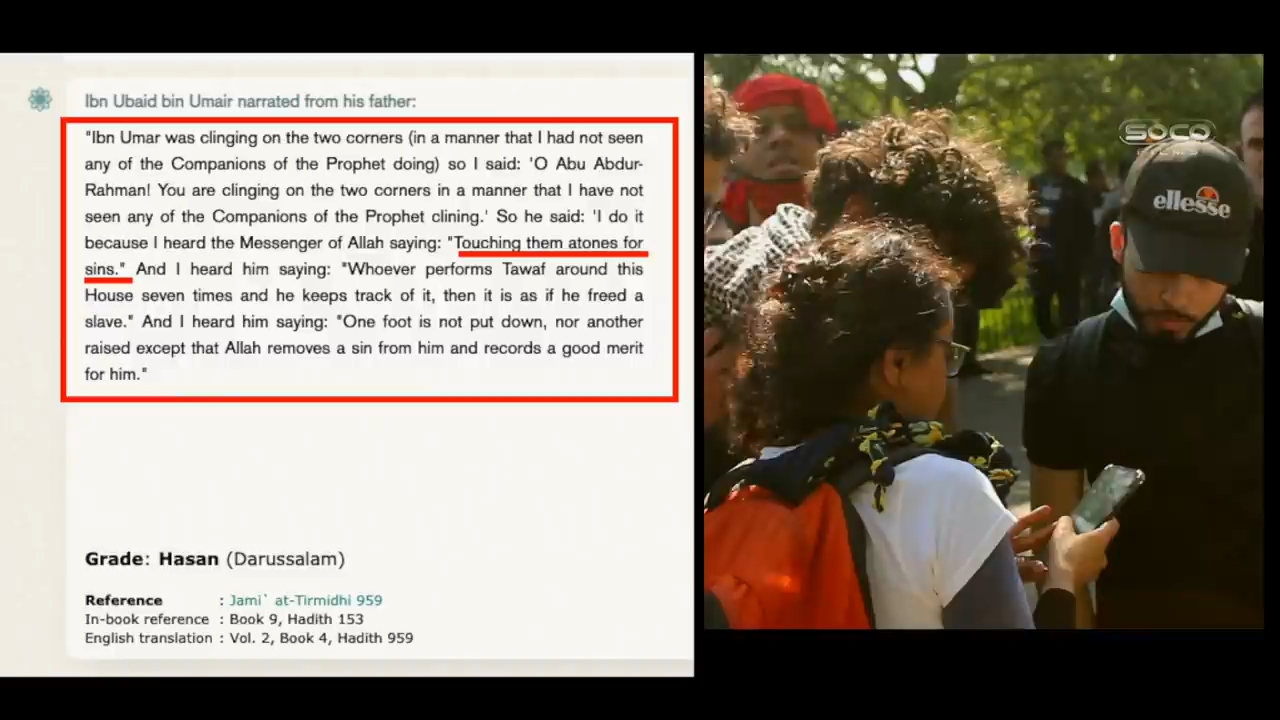 Ibn Ubaid bin Umair narrated from his father:
"Ibn Umar was clinging on the two corners (in a manner that I had not seen
any of the Companions of the Prophet doing) so I said: 'O Abu Abdur-
Rahman! You are clinging on the two corners in a manner that I have not
seen any of the Companions of the Prophet clining.' So he said: 'I do it
because I heard the Messenger of Allah saying: "Touching them atones for
sins." And I heard him saying: "Whoever performs Tawaf around this
House seven times and he keeps track of it, then it is as if he freed a
slave." And I heard him saying: "One foot is not put down, nor another
raised except that Allah removes a sin from him and records a good merit
for him."
Grade: Hasan (Darussalam)
Reference : Jami` at-Tirmidhi 959
In-book reference : Book 9, Hadith 153
English translation : Vol. 2, Book 4, Hadith 959
SOCO
FILMS
ellesse